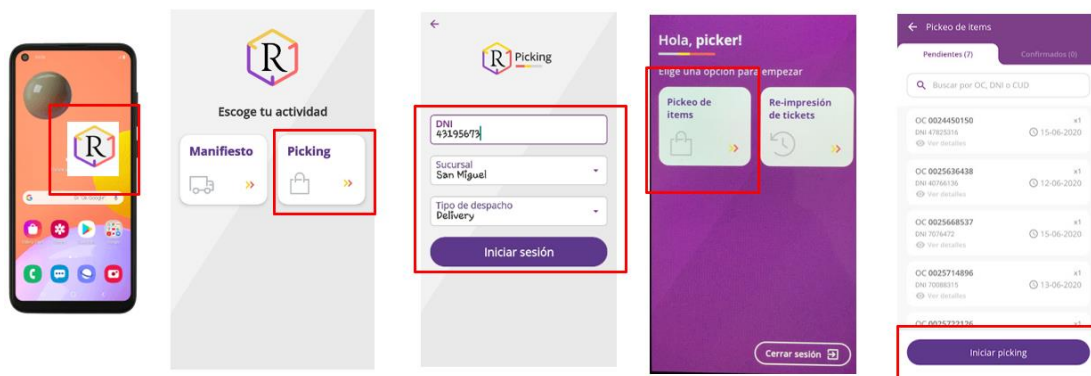 R
R
Escoge tu
actividad
Manifiesto
Picking
R Picking
DNI
43195673
Sucursal
San Miguel
Tipo de despacho
Delivery
Iniciar sesión
Hola, picker!
Elige una opción para empezar
Pickeo de
items
Re-impresión
de tickets
Cerrar sesión
Pickeo de items
Pendientes (7)
Confirmados (0)
Buscar por OC, DNI o CUD
OC 0024450150 x1
DNI 47825316 15-06-2020
Ver detalles
OC 0025636438 x1
DNI 40766136 12-06-2020
Ver detalles
OC 0025668537 x1
DNI 7076472 15-06-2020
Ver detalles
OC 0025714896 x1
DNI 70088315 13-06-2020
Ver detalles
OC 0025722126 x1
Iniciar picking